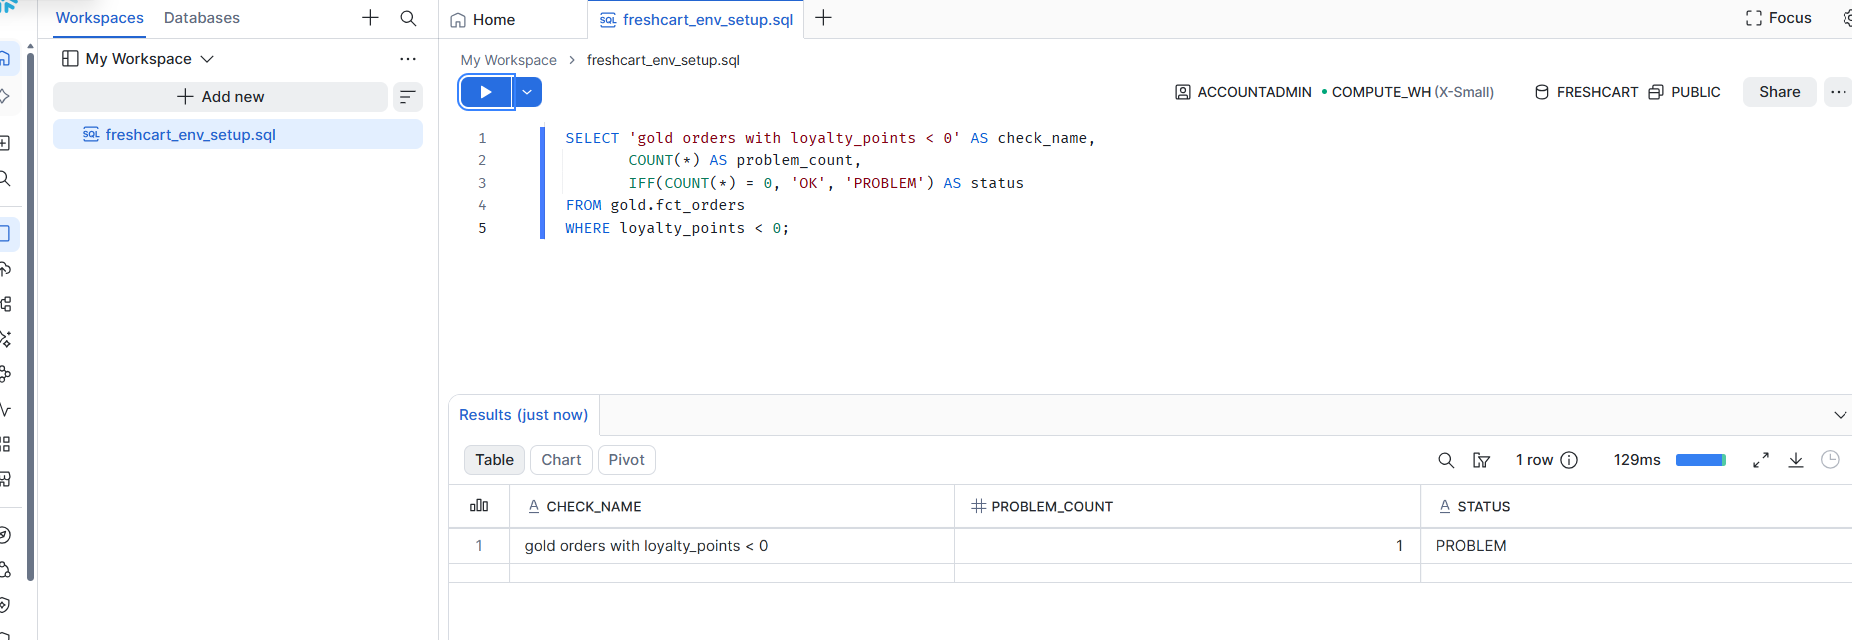 Workspaces Databases
My Workspace
Add new
freshcart_env_setup.sql
Home
freshcart_env_setup.sql
Focus
My Workspace > freshcart_env_setup.sql
ACCOUNTADMIN • COMPUTE_WH (X-Small) FRESHCART PUBLIC Share
1 SELECT 'gold orders with loyalty_points < 0' AS check_name,
2 COUNT(*) AS problem_count,
3 IFF(COUNT(*) = 0, 'OK', 'PROBLEM') AS status
4 FROM gold.fct_orders
5 WHERE loyalty_points < 0;
Results (just now)
Table Chart Pivot
1 row 129ms
CHECK_NAME PROBLEM_COUNT STATUS
1 gold orders with loyalty_points < 0 1 PROBLEM